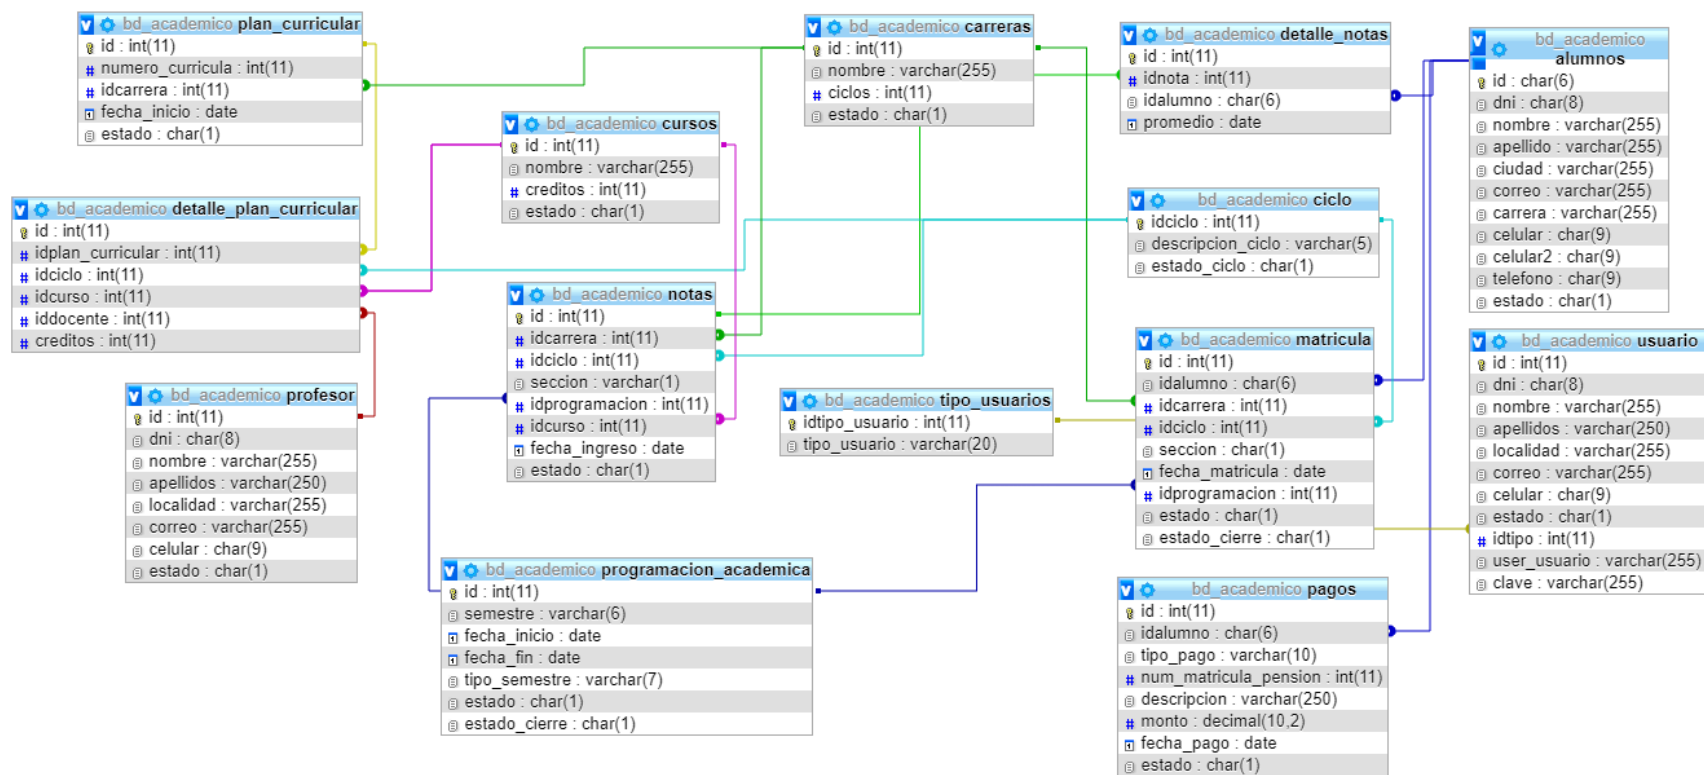 bd_academico plan_curricular
id : int(11)
numero_curricula : int(11)
idcarrera : int(11)
fecha_inicio : date
estado : char(1)
bd_academico carreras
id : int(11)
nombre : varchar(255)
ciclos : int(11)
estado : char(1)
bd_academico detalle_notas
id : int(11)
idnota : int(11)
idalumno : char(6)
promedio : date
bd_academico
alumnos
id : char(6)
dni : char(8)
nombre : varchar(255)
apellido : varchar(255)
ciudad : varchar(255)
correo : varchar(255)
carrera : varchar(255)
celular : char(9)
celular2 : char(9)
telefono : char(9)
estado : char(1)
bd_academico cursos
id : int(11)
nombre : varchar(255)
creditos : int(11)
estado : char(1)
bd_academico detalle_plan_curricular
id : int(11)
idplan_curricular : int(11)
idciclo : int(11)
idcurso : int(11)
iddocente : int(11)
creditos : int(11)
bd_academico ciclo
idciclo : int(11)
descripcion_ciclo : varchar(5)
estado_ciclo : char(1)
bd_academico notas
id : int(11)
idcarrera : int(11)
idciclo : int(11)
seccion : varchar(1)
idprogramacion : int(11)
idcurso : int(11)
fecha_ingreso : date
estado : char(1)
bd_academico matricula
id : int(11)
idalumno : char(6)
idcarrera : int(11)
idciclo : int(11)
seccion : char(1)
fecha_matricula : date
idprogramacion : int(11)
estado : char(1)
estado_cierre : char(1)
bd_academico usuario
id : int(11)
dni : char(8)
nombre : varchar(255)
apellidos : varchar(250)
localidad : varchar(255)
correo : varchar(255)
celular : char(9)
estado : char(1)
idtipo : int(11)
user_usuario : varchar(255)
clave : varchar(255)
bd_academico profesor
id : int(11)
dni : char(8)
nombre : varchar(255)
apellidos : varchar(250)
localidad : varchar(255)
correo : varchar(255)
celular : char(9)
estado : char(1)
bd_academico tipo_usuarios
idtipo_usuario : int(11)
tipo_usuario : varchar(20)
bd_academico programacion_academica
id : int(11)
semestre : varchar(6)
fecha_inicio : date
fecha_fin : date
tipo_semestre : varchar(7)
estado : char(1)
estado_cierre : char(1)
bd_academico pagos
id : int(11)
idalumno : char(6)
tipo_pago : varchar(10)
num_matricula_pension : int(11)
descripcion : varchar(250)
monto : decimal(10,2)
fecha_pago : date
estado : char(1)